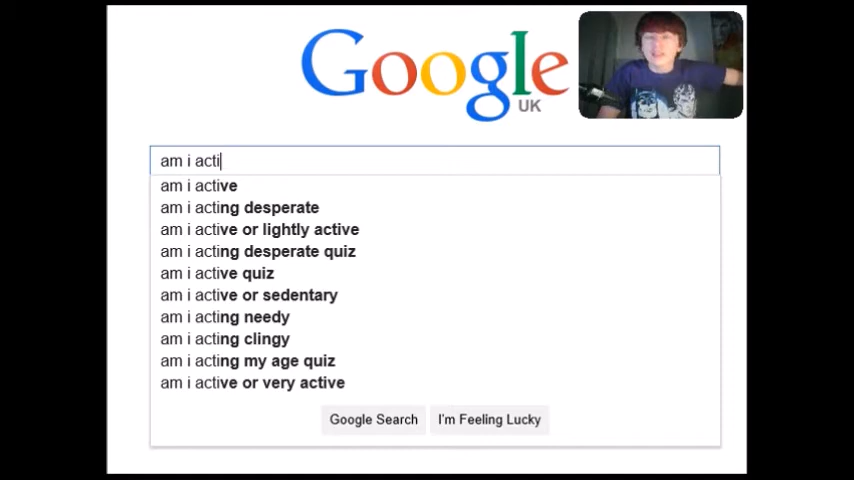 Google
UK
am i acti
am i active
am i acting desperate
am i active or lightly active
am i acting desperate quiz
am i active quiz
am i active or sedentary
am i acting needy
am i acting clingy
am i acting my age quiz
am i active or very active
Google Search I'm Feeling Lucky